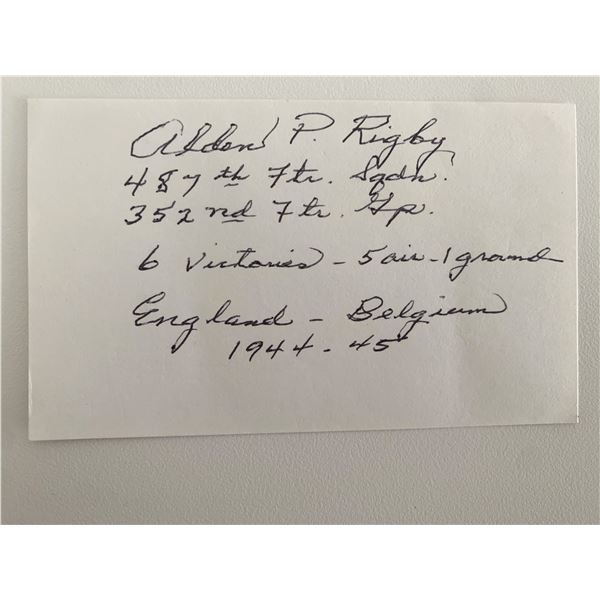 Alden P. Rigby
487th Ftr. Sqdn.
352nd Ftr. Gp.
6 Victories - 5 air - 1 ground
England - Belgium
1944 - 45